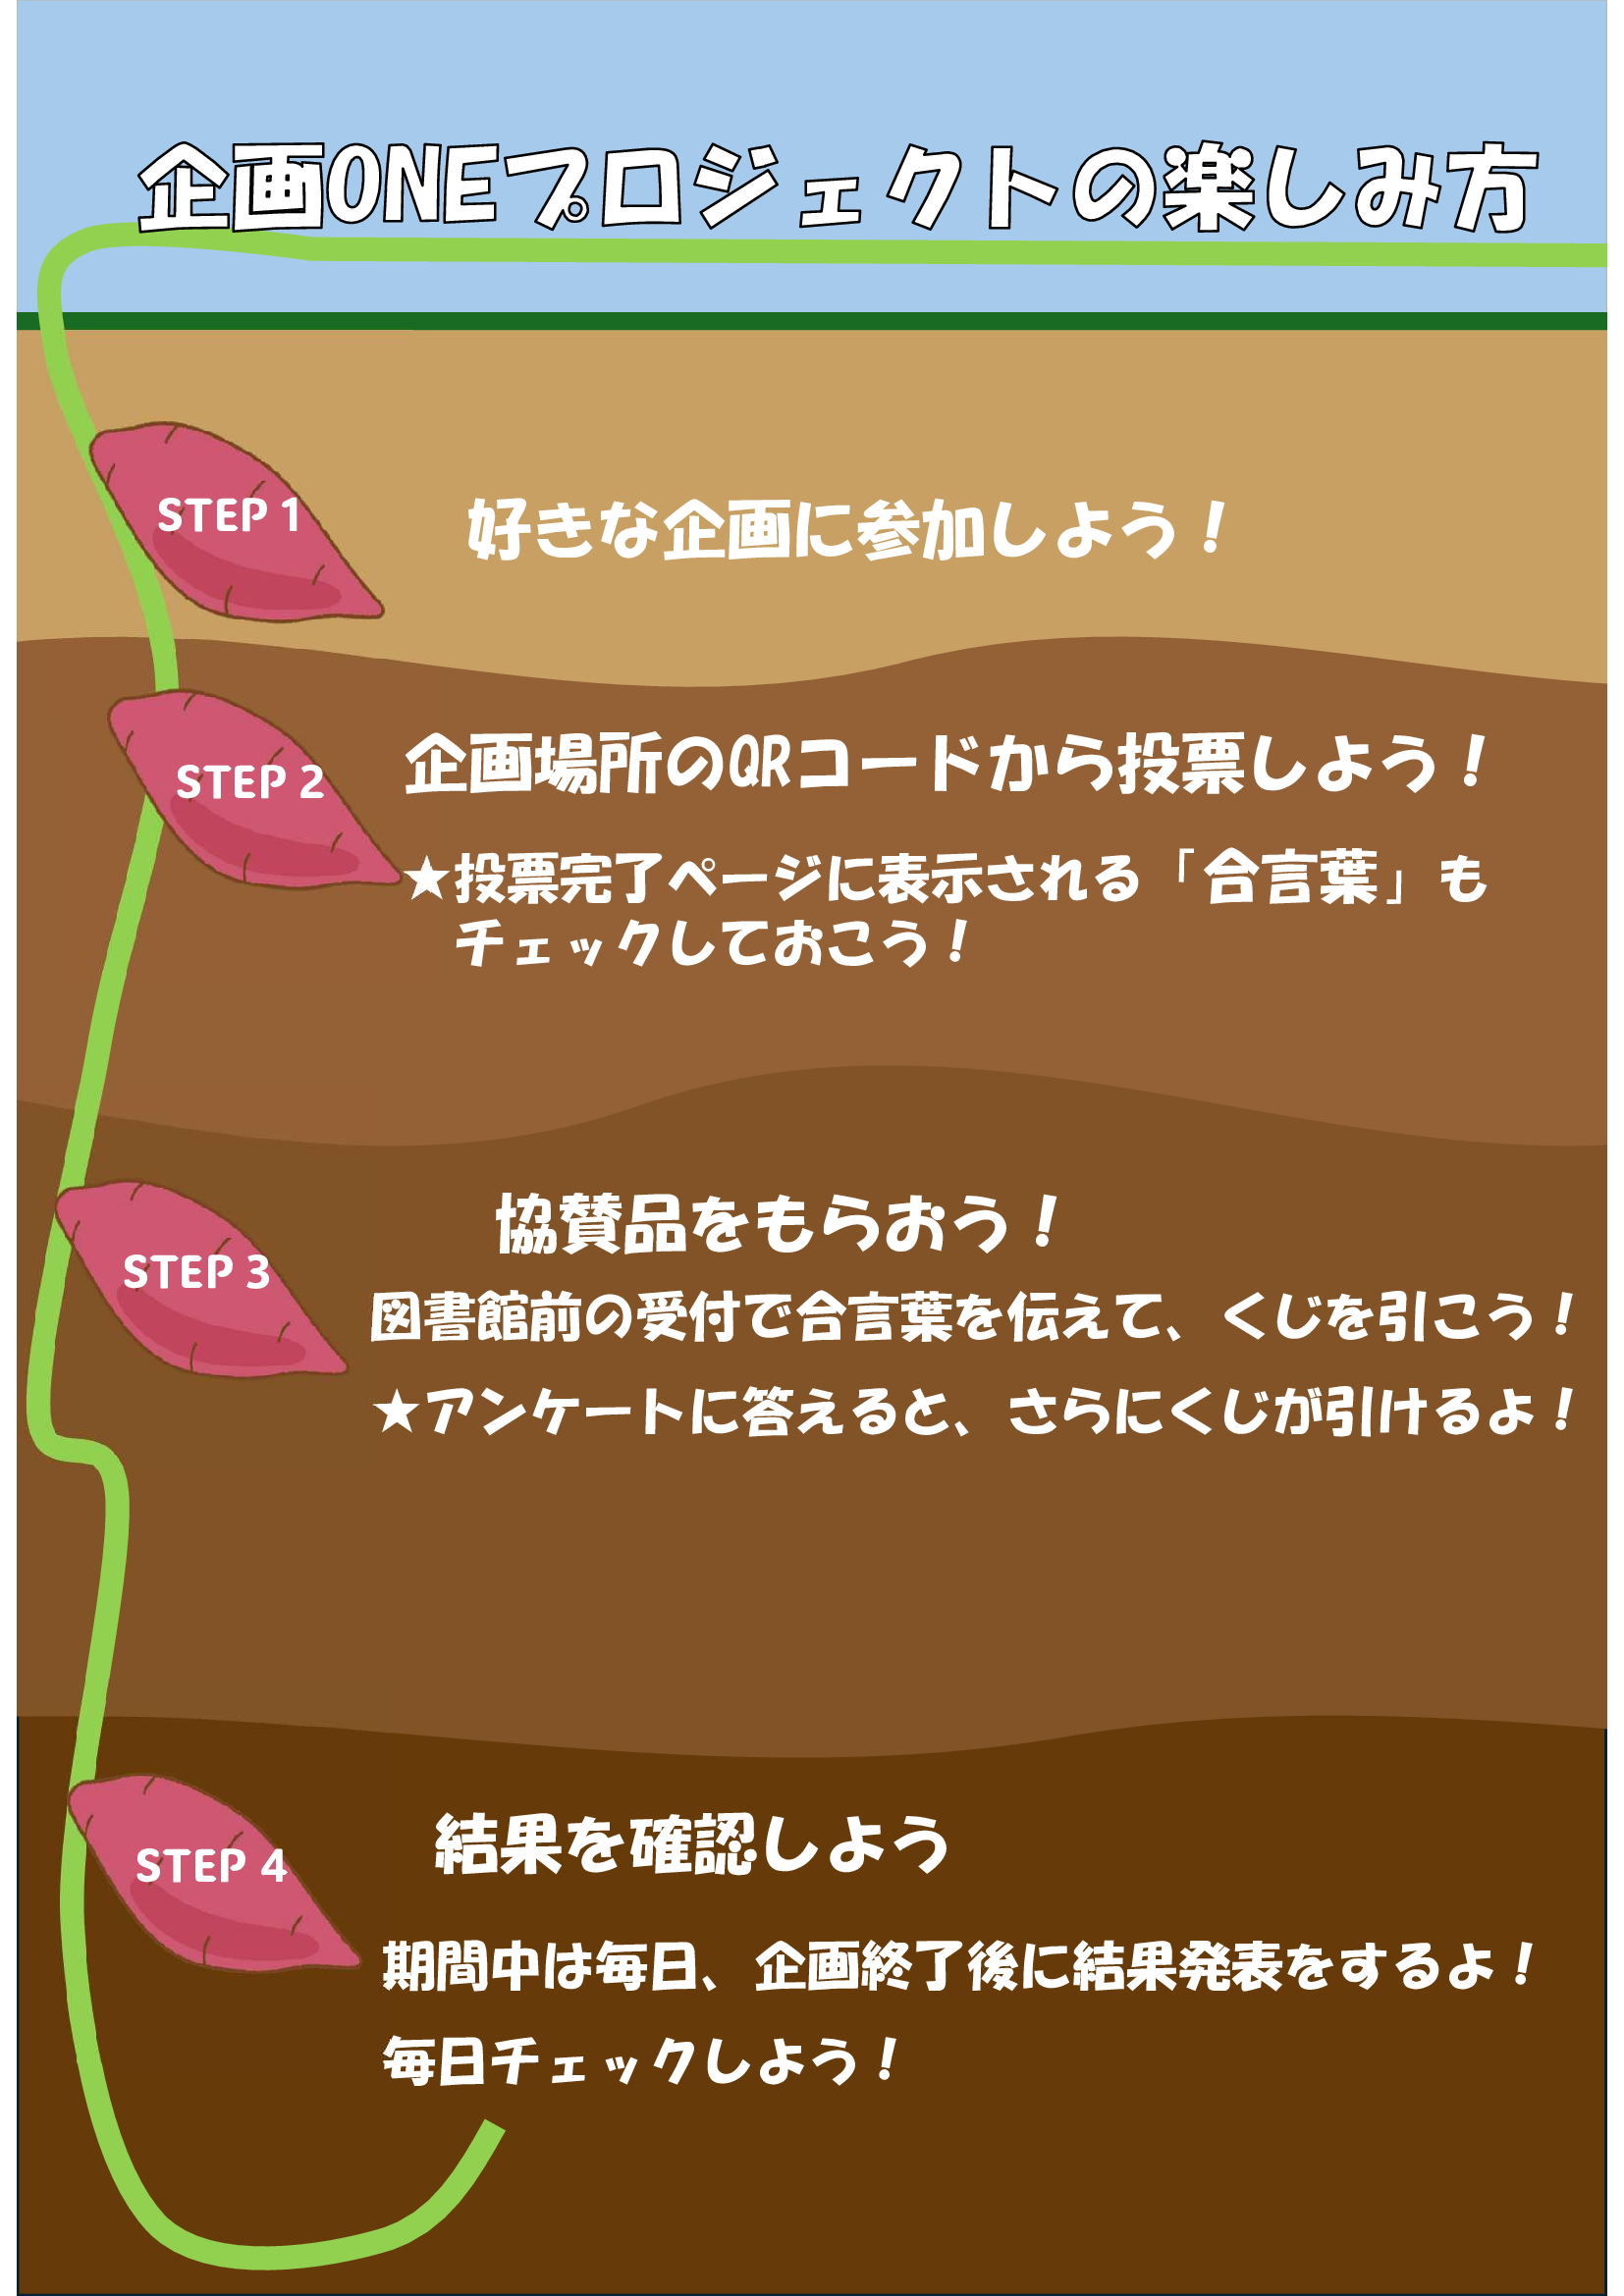 企画ONEプロジェクトの楽しみ方
STEP 1
好きな企画に参加しよう！
STEP 2
企画場所のQRコードから投票しよう！
★投票完了ページに表示される「合言葉」も
チェックしておこう！
STEP 3
協賛品をもらおう！
図書館前の受付で合言葉を伝えて、くじを引こう！
★アンケートに答えると、さらにくじが引けるよ！
STEP 4
結果を確認しよう
期間中は毎日、企画終了後に結果発表をするよ！
毎日チェックしよう！